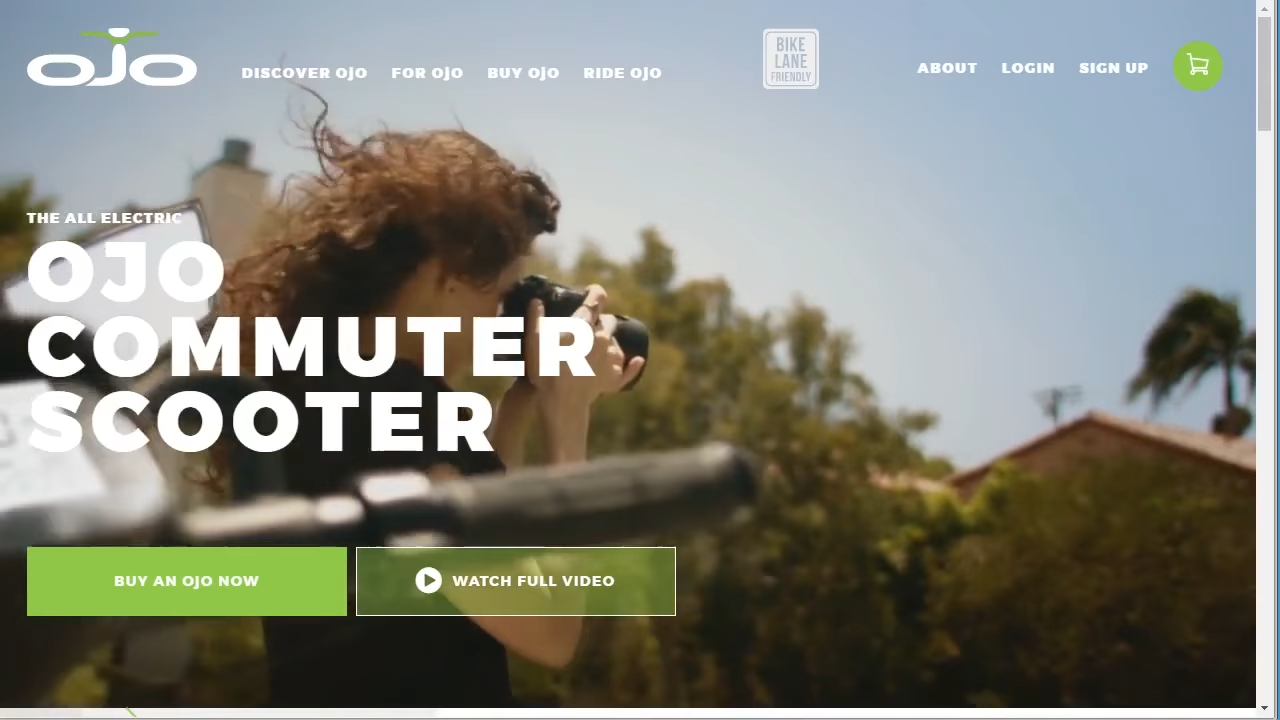 OJO
DISCOVER OJO FOR OJO BUY OJO RIDE OJO
BIKE
LANE
FRIENDLY
ABOUT LOGIN SIGN UP
THE ALL ELECTRIC
OJO
COMMUTER
SCOOTER
BUY AN OJO NOW
WATCH FULL VIDEO